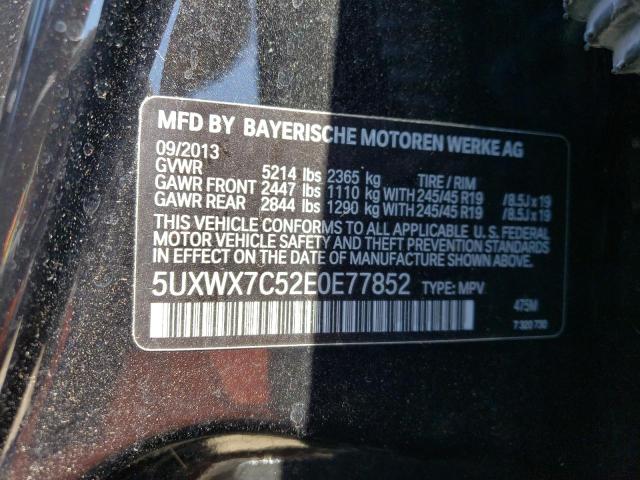 MFD BY BAYERISCHE MOTOREN WERKE AG
09/2013
GVWR 5214 lbs 2365 kg TIRE / RIM
GAWR FRONT 2447 lbs 1110 kg WITH 245/45 R19 /8.5J x 19
GAWR REAR 2844 lbs 1290 kg WITH 245/45 R19 /8.5J x 19
THIS VEHICLE CONFORMS TO ALL APPLICABLE U.S. FEDERAL
MOTOR VEHICLE SAFETY AND THEFT PREVENTION STANDARDS
IN EFFECT ON THE DATE OF MANUFACTURE SHOWN ABOVE.
5UXWX7C52E0E77852 TYPE: MPV
475M
7 320 730